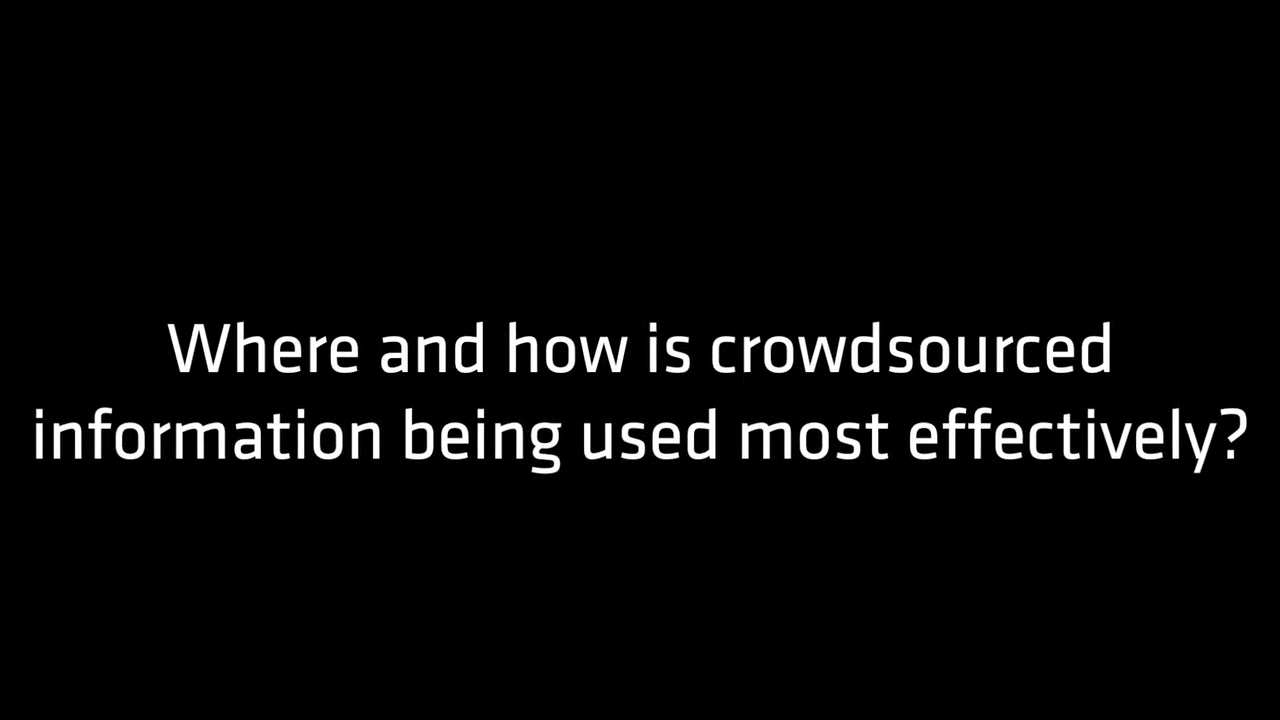 Where and how is crowdsourced
information being used most effectively?